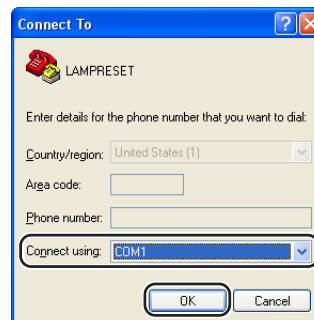 Connect To
LAMPRESET
Enter details for the phone number that you want to dial:
Country/region: United States (1)
Area code:
Phone number:
Connect using: COM1
OK Cancel